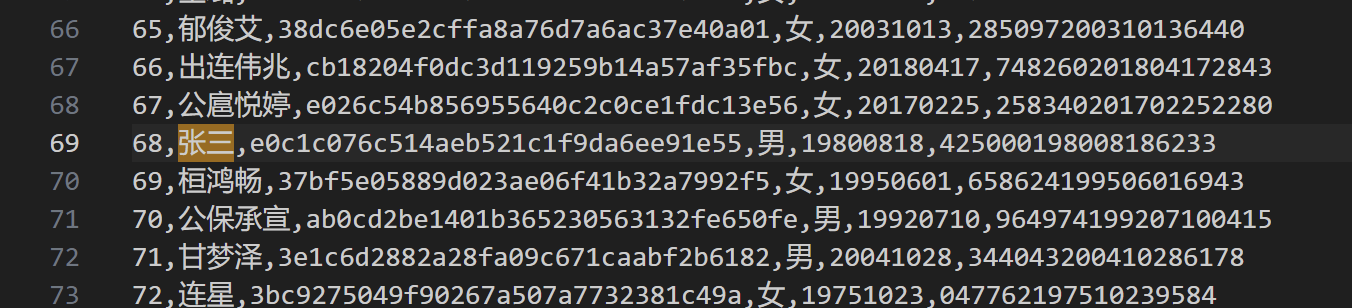 66 65,郁俊艾,38dc6e05e2cffa8a76d7a6ac37e40a01,女,20031013,285097200310136440
67 66,出连伟兆,cb18204f0dc3d119259b14a57af35fbc,女,20180417,748260201804172843
68 67,公扈悦婷,e026c54b856955640c2c0ce1fdc13e56,女,20170225,258340201702252280
69 68,张三,e0c1c076c514aeb521c1f9da6ee91e55,男,19800818,425000198008186233
70 69,桓鸿畅,37bf5e05889d023ae06f41b32a7992f5,女,19950601,658624199506016943
71 70,公保承宣,ab0cd2be1401b365230563132fe650fe,男,19920710,964974199207100415
72 71,甘梦泽,3e1c6d2882a28fa09c671caabf2b6182,男,20041028,344043200410286178
73 72,连星,3bc9275049f90267a507a7732381c49a,女,19751023,047762197510239584